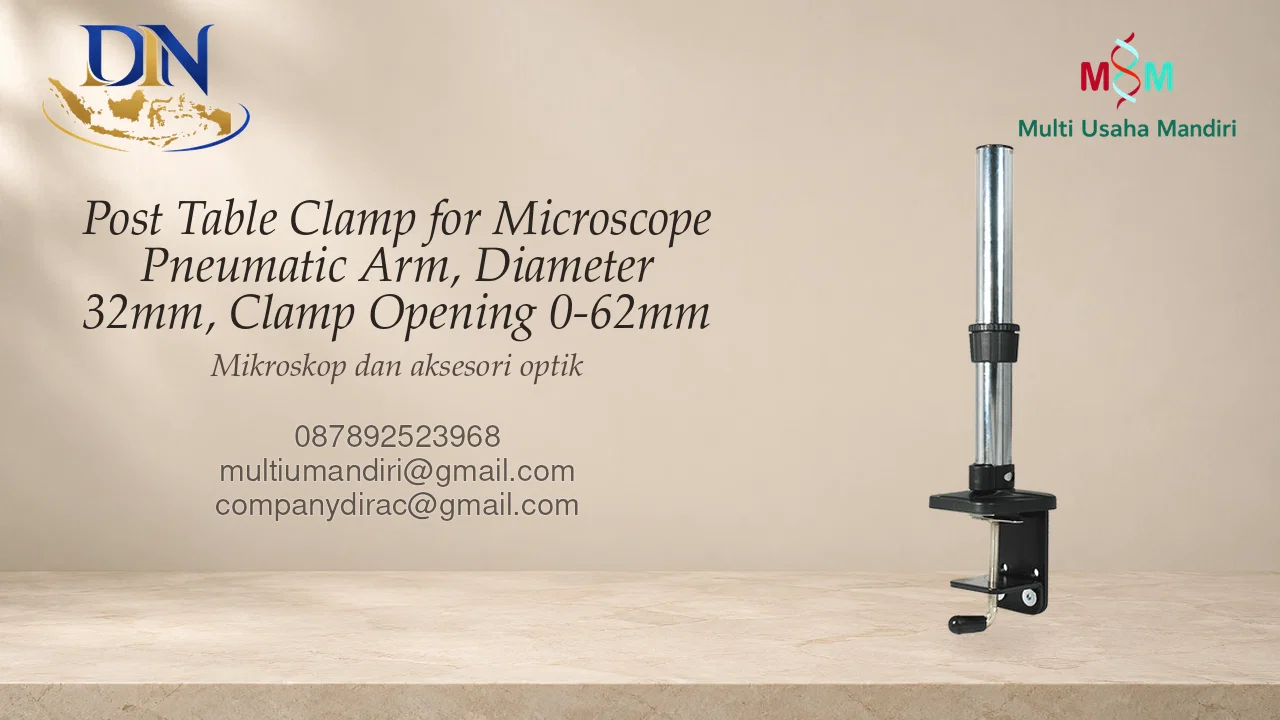 DN
M M
Multi Usaha Mandiri
Post Table Clamp for Microscope
Pneumatic Arm, Diameter
32mm, Clamp Opening 0-62mm
Mikroskop dan aksesori optik
087892523968
multiumandiri@gmail.com
companydirac@gmail.com